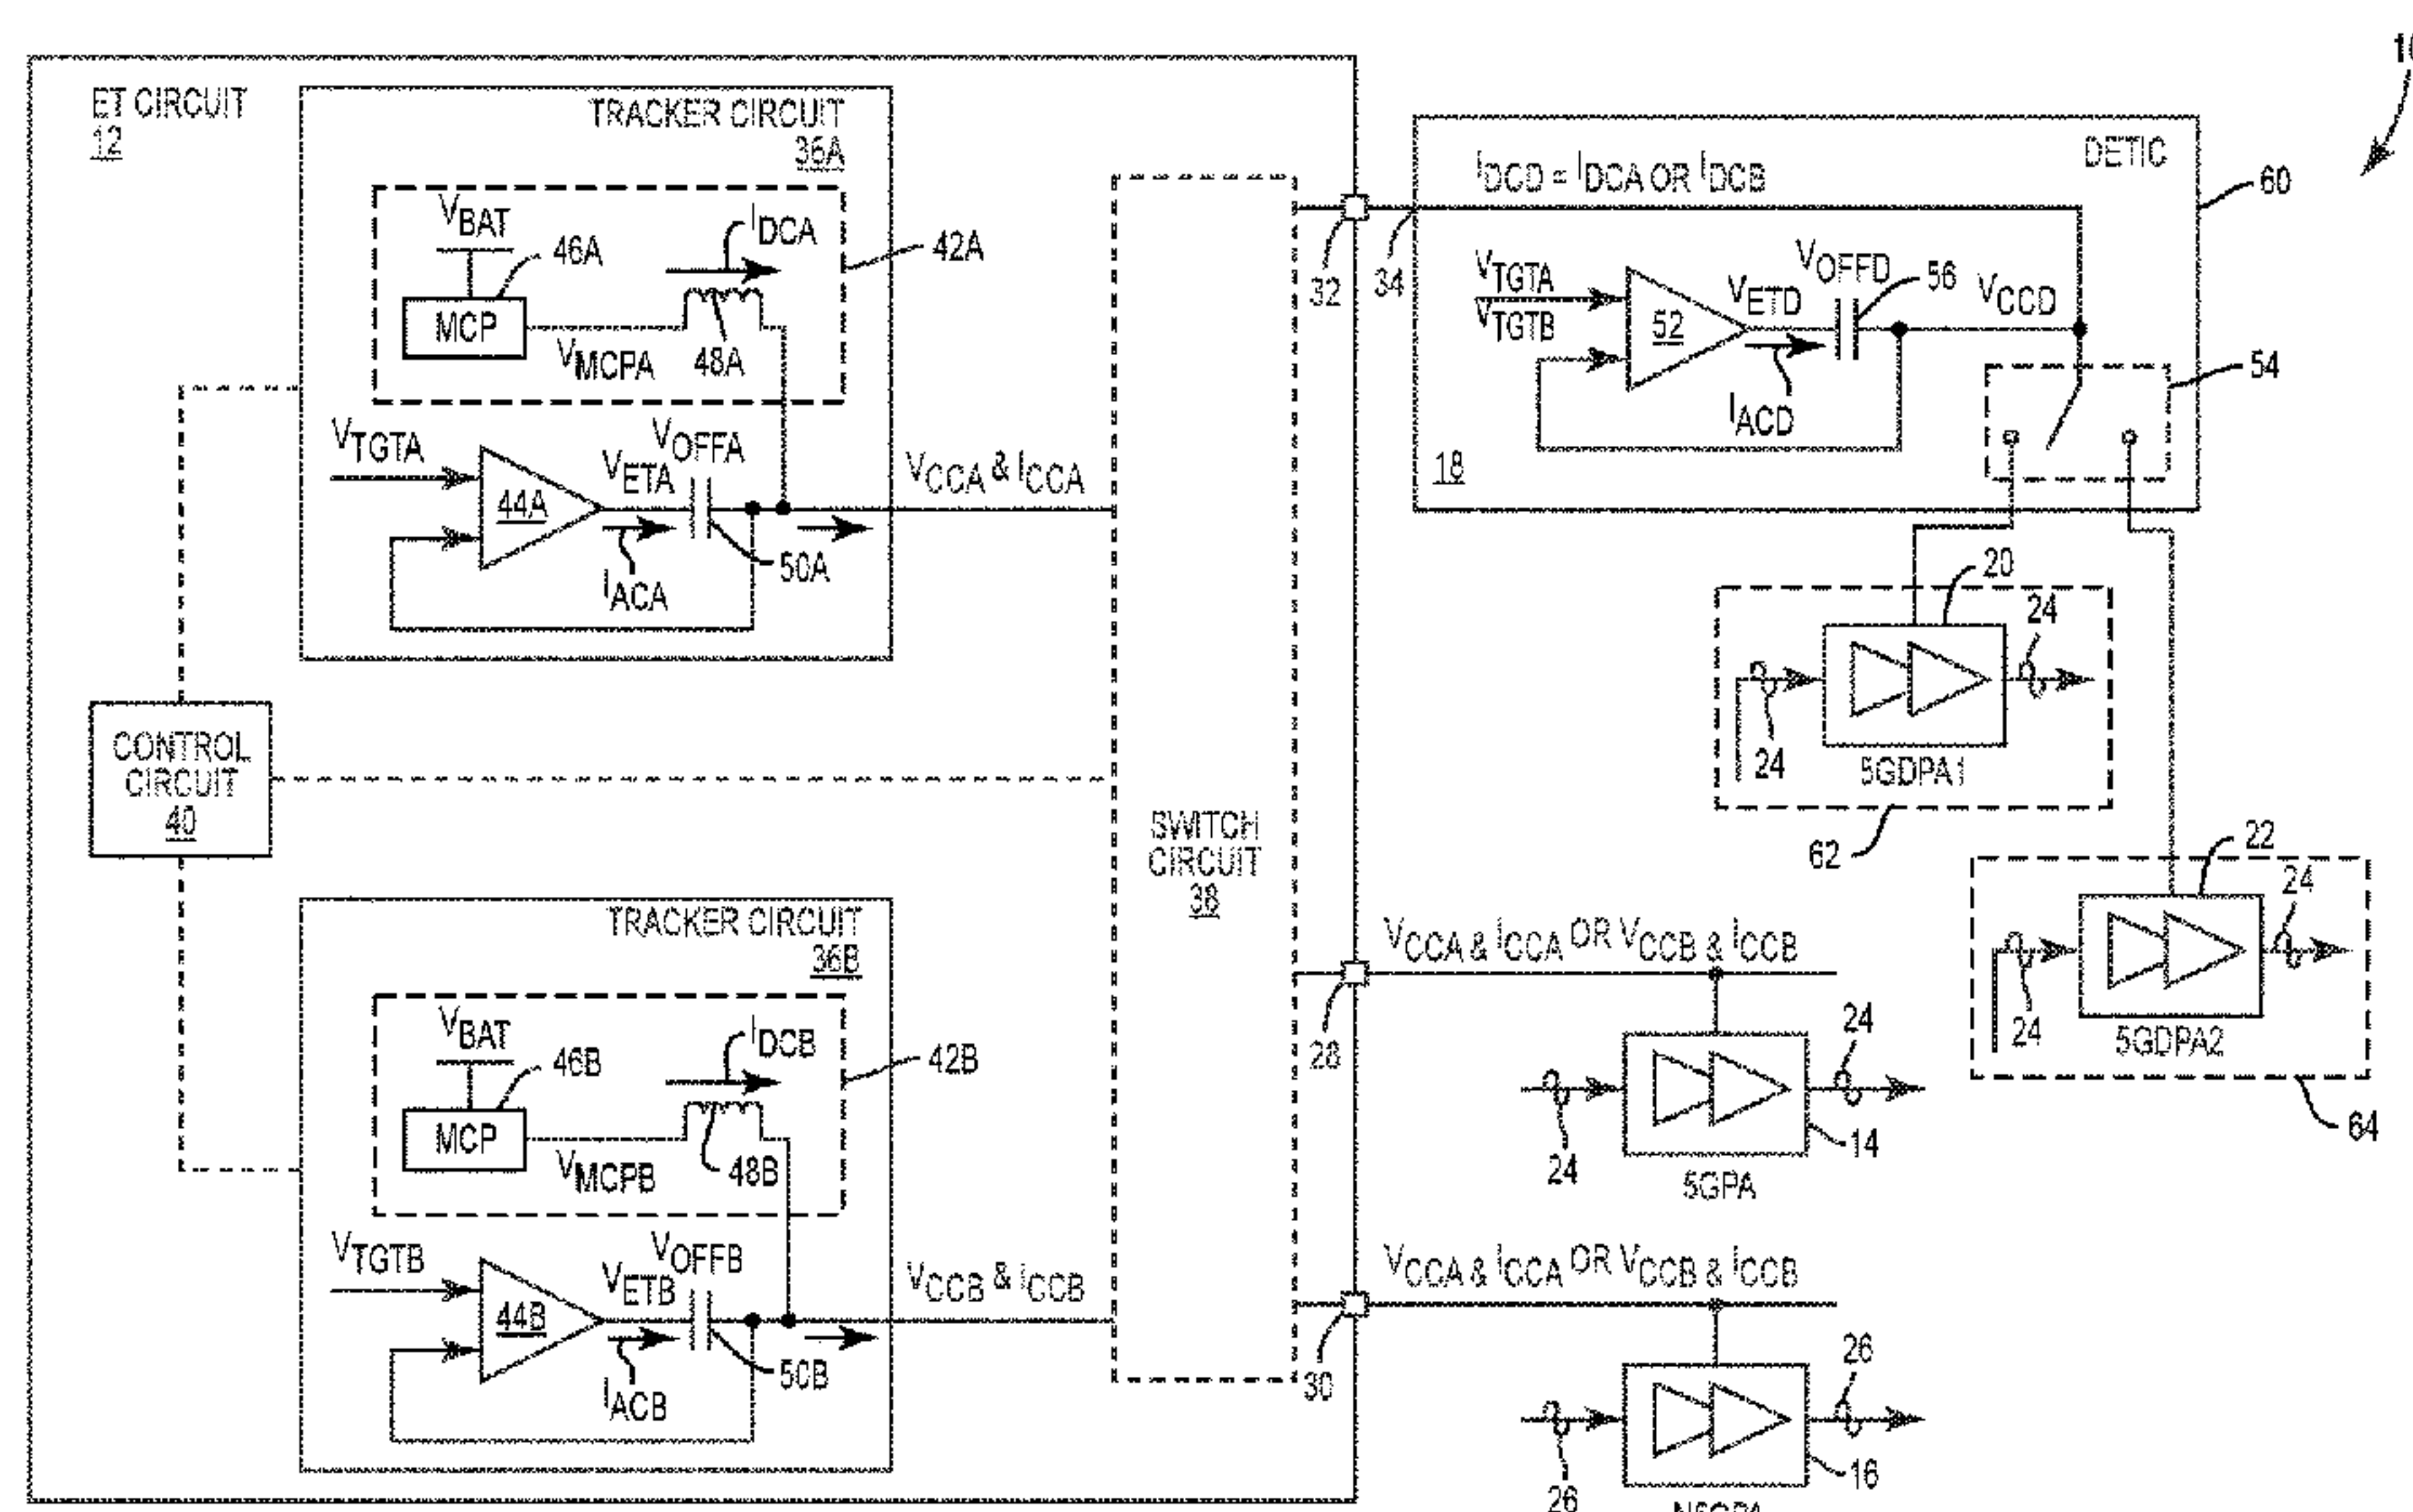 10
ET CIRCUIT
12
TRACKER CIRCUIT
36A
VBAT
46A
IDCA
42A
MCP
VMCPA
48A
VTGTA
VOFFA
VETA
44A
IACA
50A
VCCA & ICCA
CONTROL
CIRCUIT
40
SWITCH
CIRCUIT
38
TRACKER CIRCUIT
36B
VBAT
46B
IDCB
42B
MCP
VMCPB
48B
VTGTB
VOFFB
VETB
44B
IACB
50B
VCCB & ICCB
32
34
IDCD = IDCA OR IDCB
DETIC
60
VTGTA
VTGTB
52
VETD
VOFFD
56
VCCD
IACD
54
18
20
24
24
5GDPA1
62
22
24
24
5GDPA2
64
28
VCCA & ICCA OR VCCB & ICCB
24
24
14
5GPA
30
VCCA & ICCA OR VCCB & ICCB
26
26
16